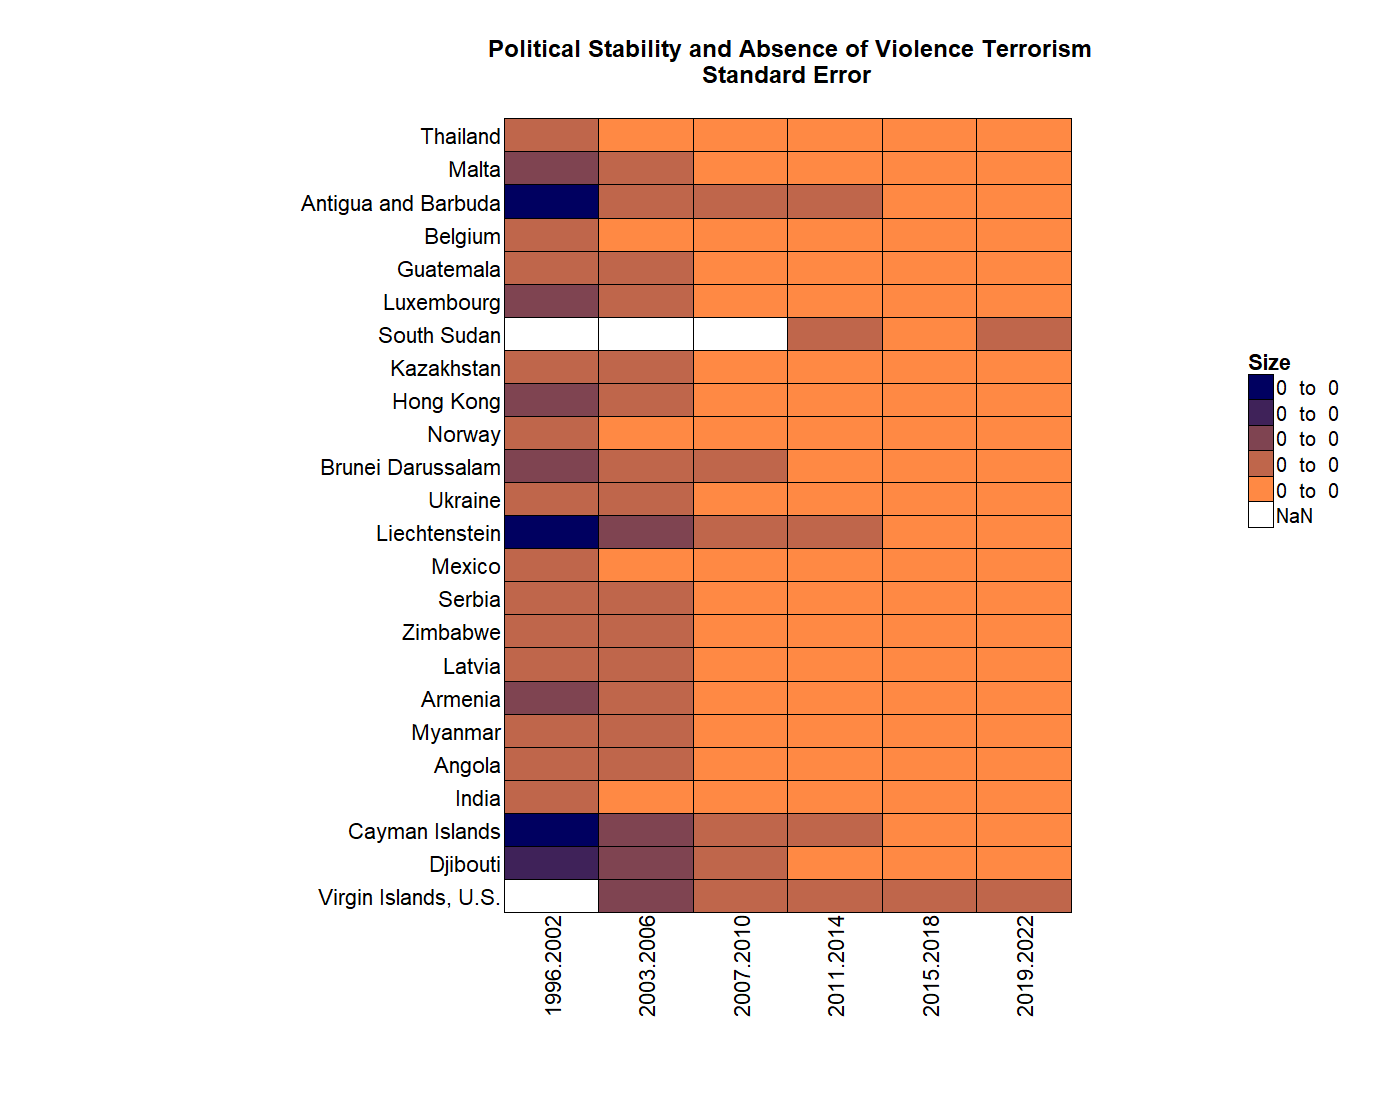 Political Stability and Absence of Violence Terrorism
Standard Error
Thailand
Malta
Antigua and Barbuda
Belgium
Guatemala
Luxembourg
South Sudan
Kazakhstan
Hong Kong
Norway
Brunei Darussalam
Ukraine
Liechtenstein
Mexico
Serbia
Zimbabwe
Latvia
Armenia
Myanmar
Angola
India
Cayman Islands
Djibouti
Virgin Islands, U.S.
1996.2002
2003.2006
2007.2010
2011.2014
2015.2018
2019.2022
Size
0 to 0
0 to 0
0 to 0
0 to 0
0 to 0
NaN